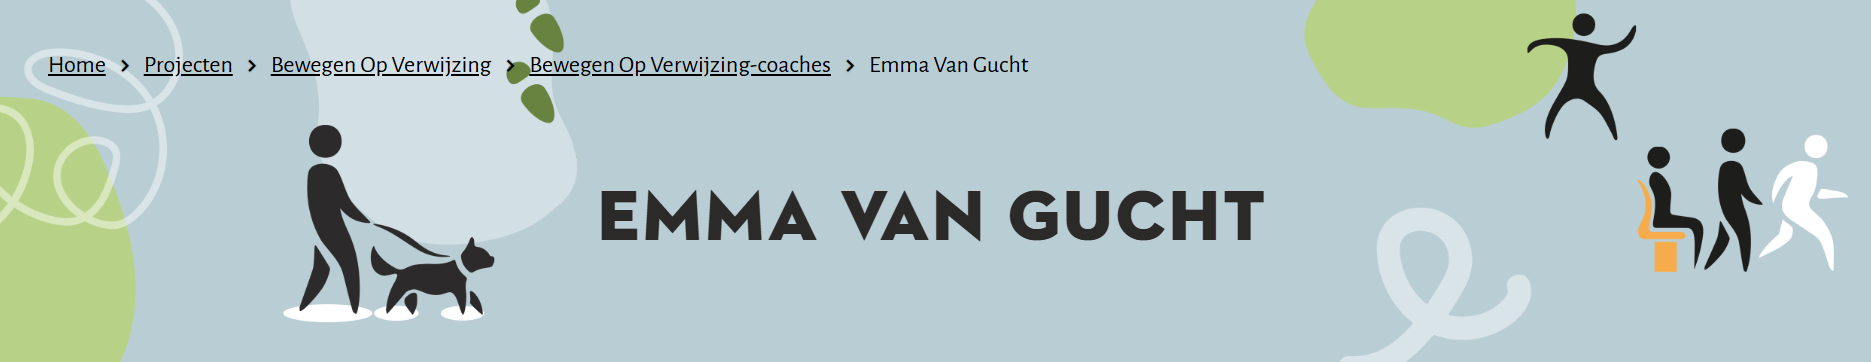 Home > Projecten > Bewegen Op Verwijzing > Bewegen Op Verwijzing-coaches > Emma Van Gucht
EMMA VAN GUCHT